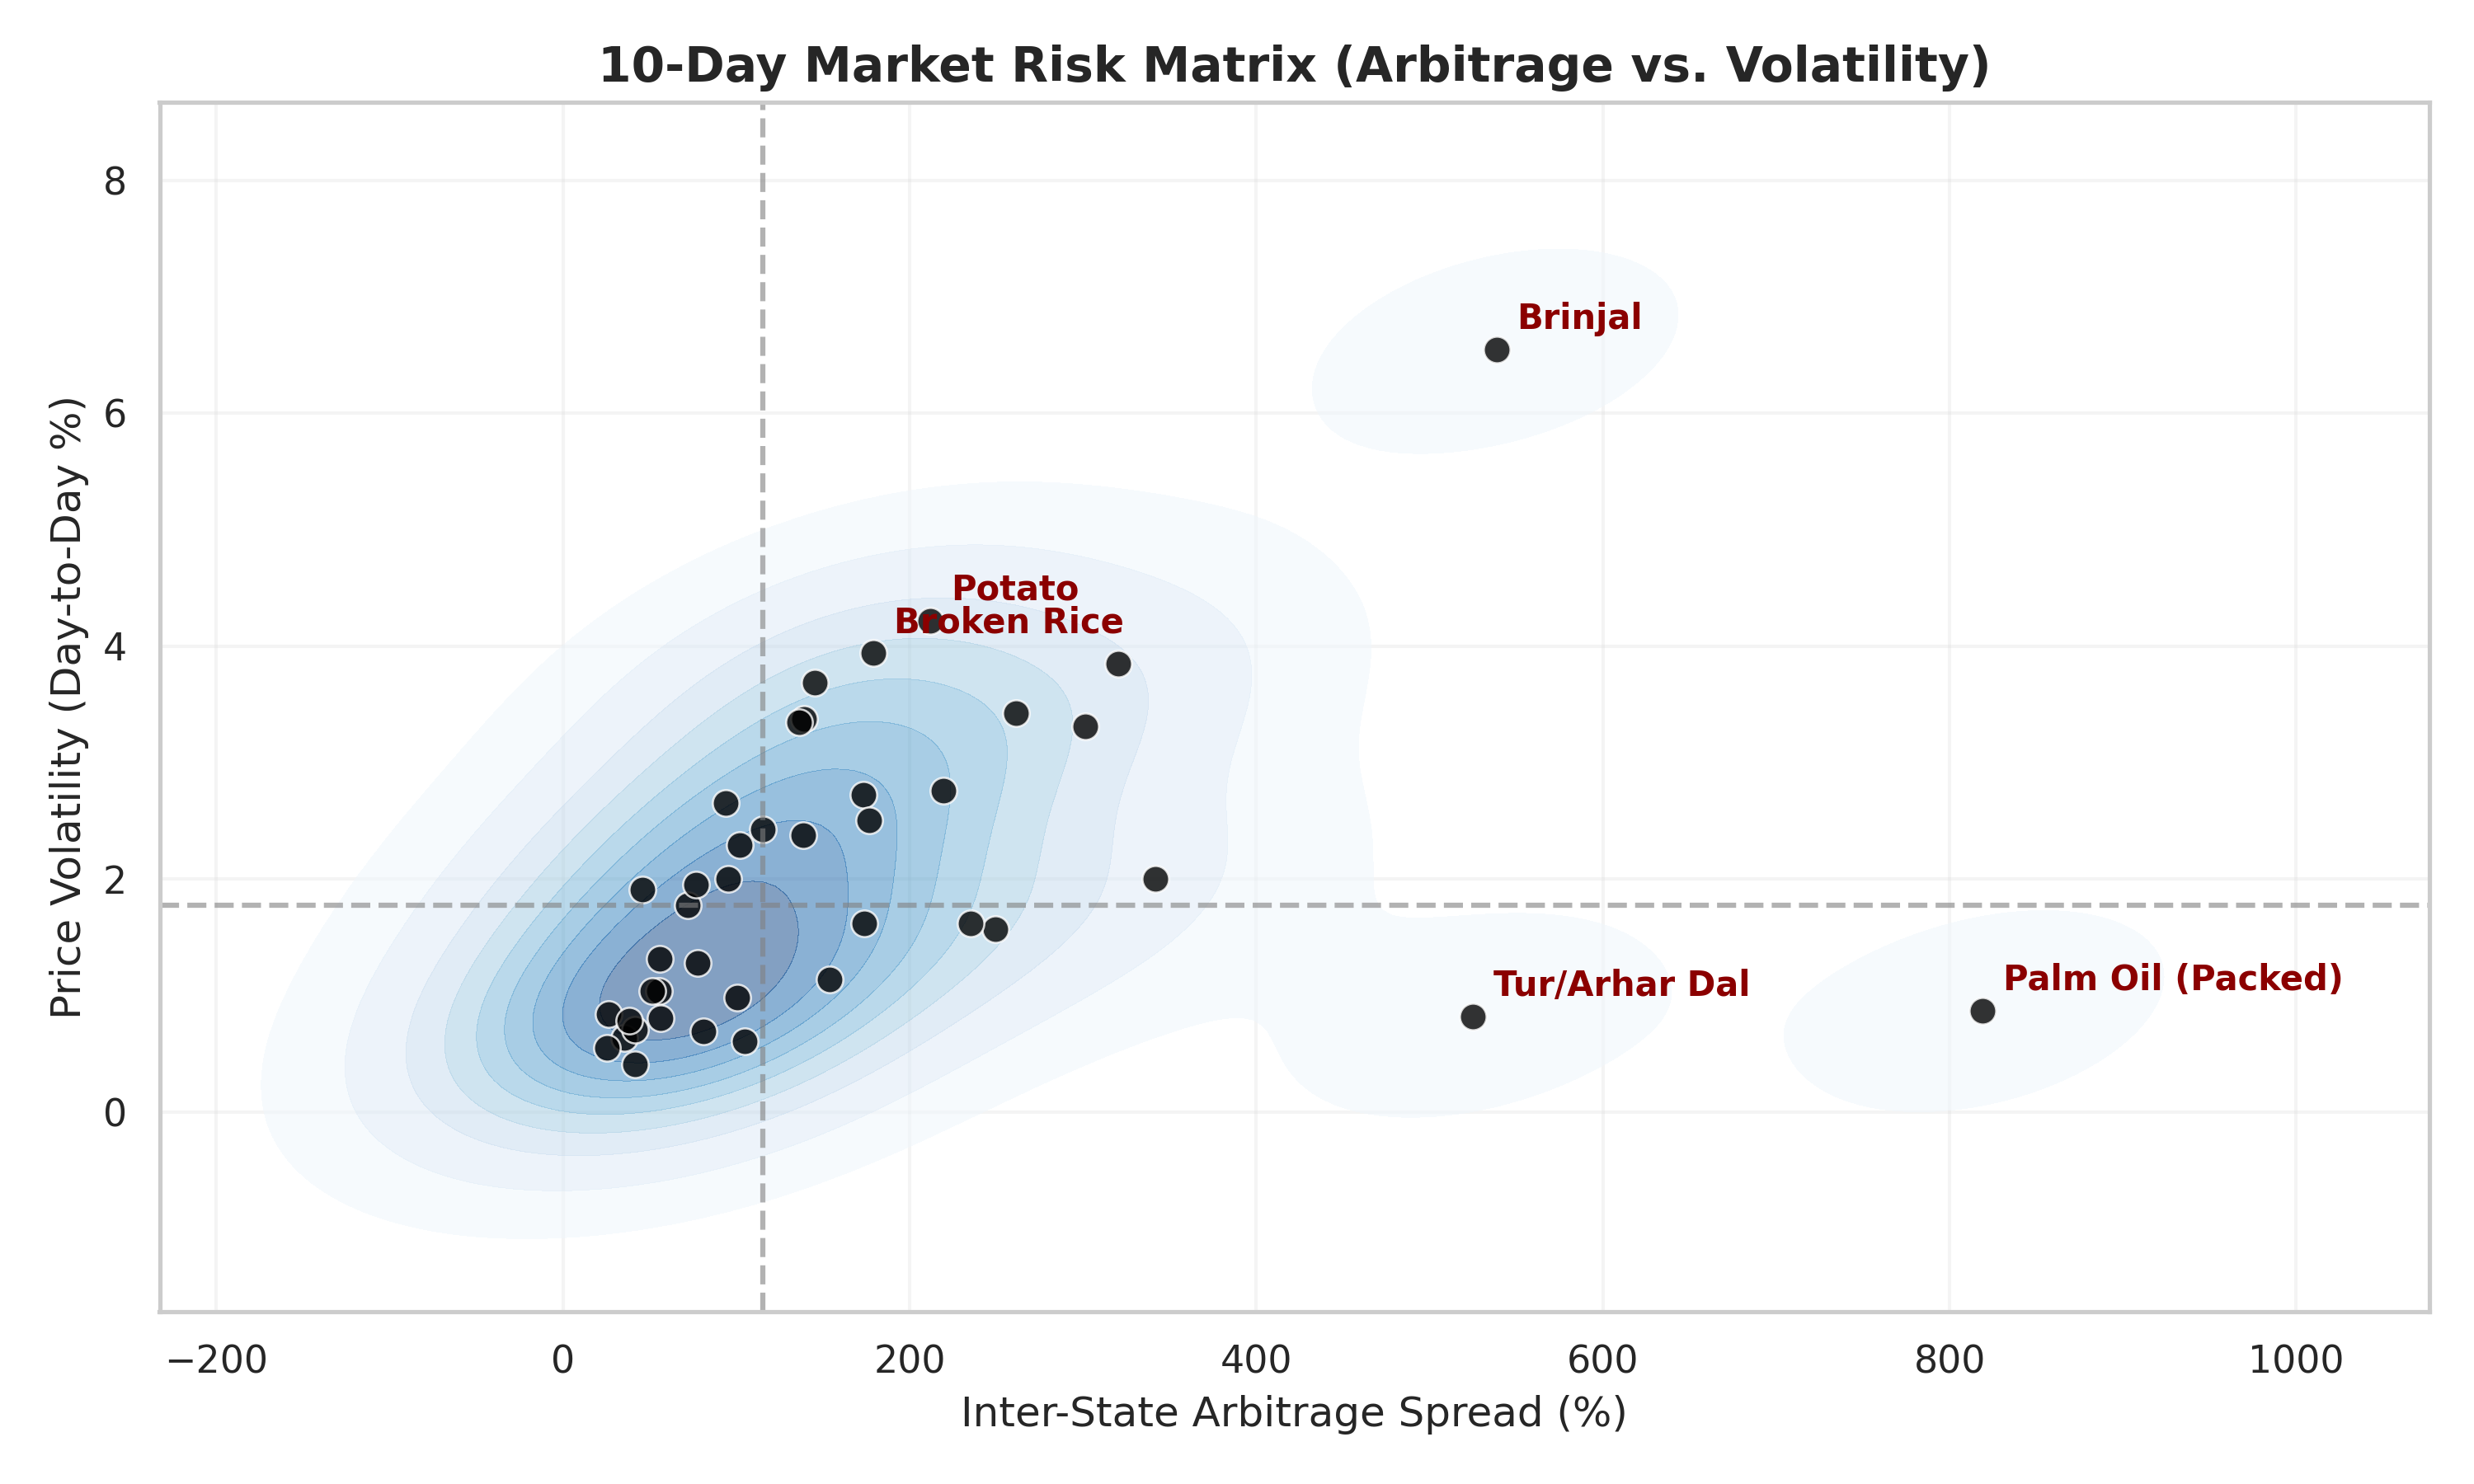 10-Day Market Risk Matrix (Arbitrage vs. Volatility)
Price Volatility (Day-to-Day %)
8
6
4
2
0
Brinjal
Potato
Broken Rice
Tur/Arhar Dal
Palm Oil (Packed)
−200
0
200
400
600
800
1000
Inter-State Arbitrage Spread (%)